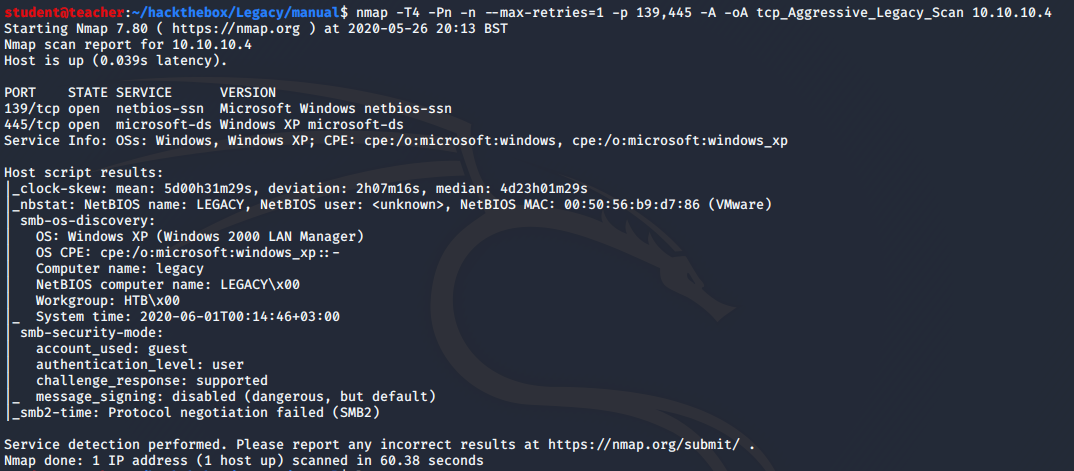 student@teacher:~/hackthebox/Legacy/manual$ nmap -T4 -Pn -n --max-retries=1 -p 139,445 -A -oA tcp_Aggressive_Legacy_Scan 10.10.10.4
Starting Nmap 7.80 ( https://nmap.org ) at 2020-05-26 20:13 BST
Nmap scan report for 10.10.10.4
Host is up (0.039s latency).
PORT    STATE SERVICE      VERSION
139/tcp open  netbios-ssn  Microsoft Windows netbios-ssn
445/tcp open  microsoft-ds Windows XP microsoft-ds
Service Info: OSs: Windows, Windows XP; CPE: cpe:/o:microsoft:windows, cpe:/o:microsoft:windows_xp
Host script results:
|_clock-skew: mean: 5d00h31m29s, deviation: 2h07m16s, median: 4d23h01m29s
|_nbstat: NetBIOS name: LEGACY, NetBIOS user: <unknown>, NetBIOS MAC: 00:50:56:b9:d7:86 (VMware)
| smb-os-discovery:
|   OS: Windows XP (Windows 2000 LAN Manager)
|   OS CPE: cpe:/o:microsoft:windows_xp::-
|   Computer name: legacy
|   NetBIOS computer name: LEGACY\x00
|   Workgroup: HTB\x00
|_  System time: 2020-06-01T00:14:46+03:00
| smb-security-mode:
|   account_used: guest
|   authentication_level: user
|   challenge_response: supported
|_  message_signing: disabled (dangerous, but default)
|_smb2-time: Protocol negotiation failed (SMB2)
Service detection performed. Please report any incorrect results at https://nmap.org/submit/ .
Nmap done: 1 IP address (1 host up) scanned in 60.38 seconds